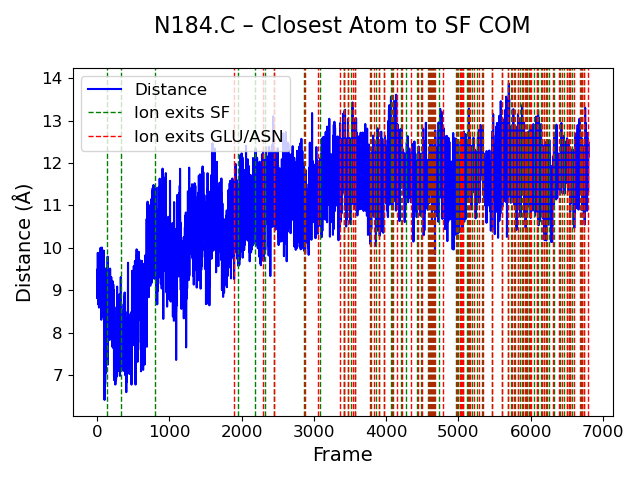 N184.C – Closest Atom to SF COM
Distance
Ion exits SF
Ion exits GLU/ASN
Distance (Å)
14
13
12
11
10
9
8
7
0 1000 2000 3000 4000 5000 6000 7000
Frame